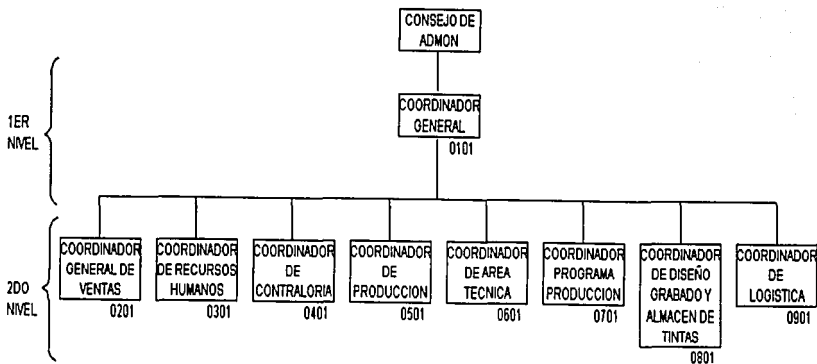 CONSEJO DE
ADMON
1ER
NIVEL
COORDINADOR
GENERAL
0101
2DO
NIVEL
COORDINADOR
GENERAL DE
VENTAS
0201
COORDINADOR
DE RECURSOS
HUMANOS
0301
COORDINADOR
DE
CONTRALORIA
0401
COORDINADOR
DE
PRODUCCION
0501
COORDINADOR
DE AREA
TECNICA
0601
COORDINADOR
PROGRAMA
PRODUCCION
0701
COORDINADOR
DE DISEÑO
GRABADO Y
ALMACEN DE
TINTAS
0801
COORDINADOR
DE
LOGISTICA
0901